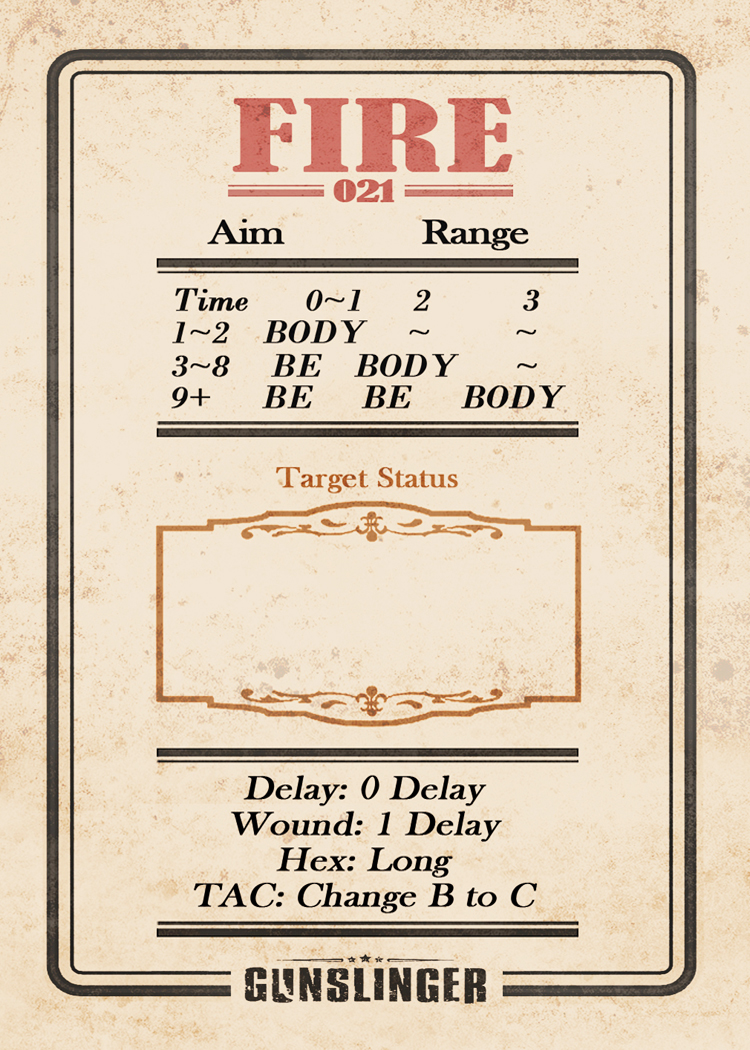 FIRE
021
Aim Range
Time 0~1 2 3
1~2 BODY ~ ~
3~8 BE BODY ~
9+ BE BE BODY
Target Status
Delay: 0 Delay
Wound: 1 Delay
Hex: Long
TAC: Change B to C
GUNSLINGER